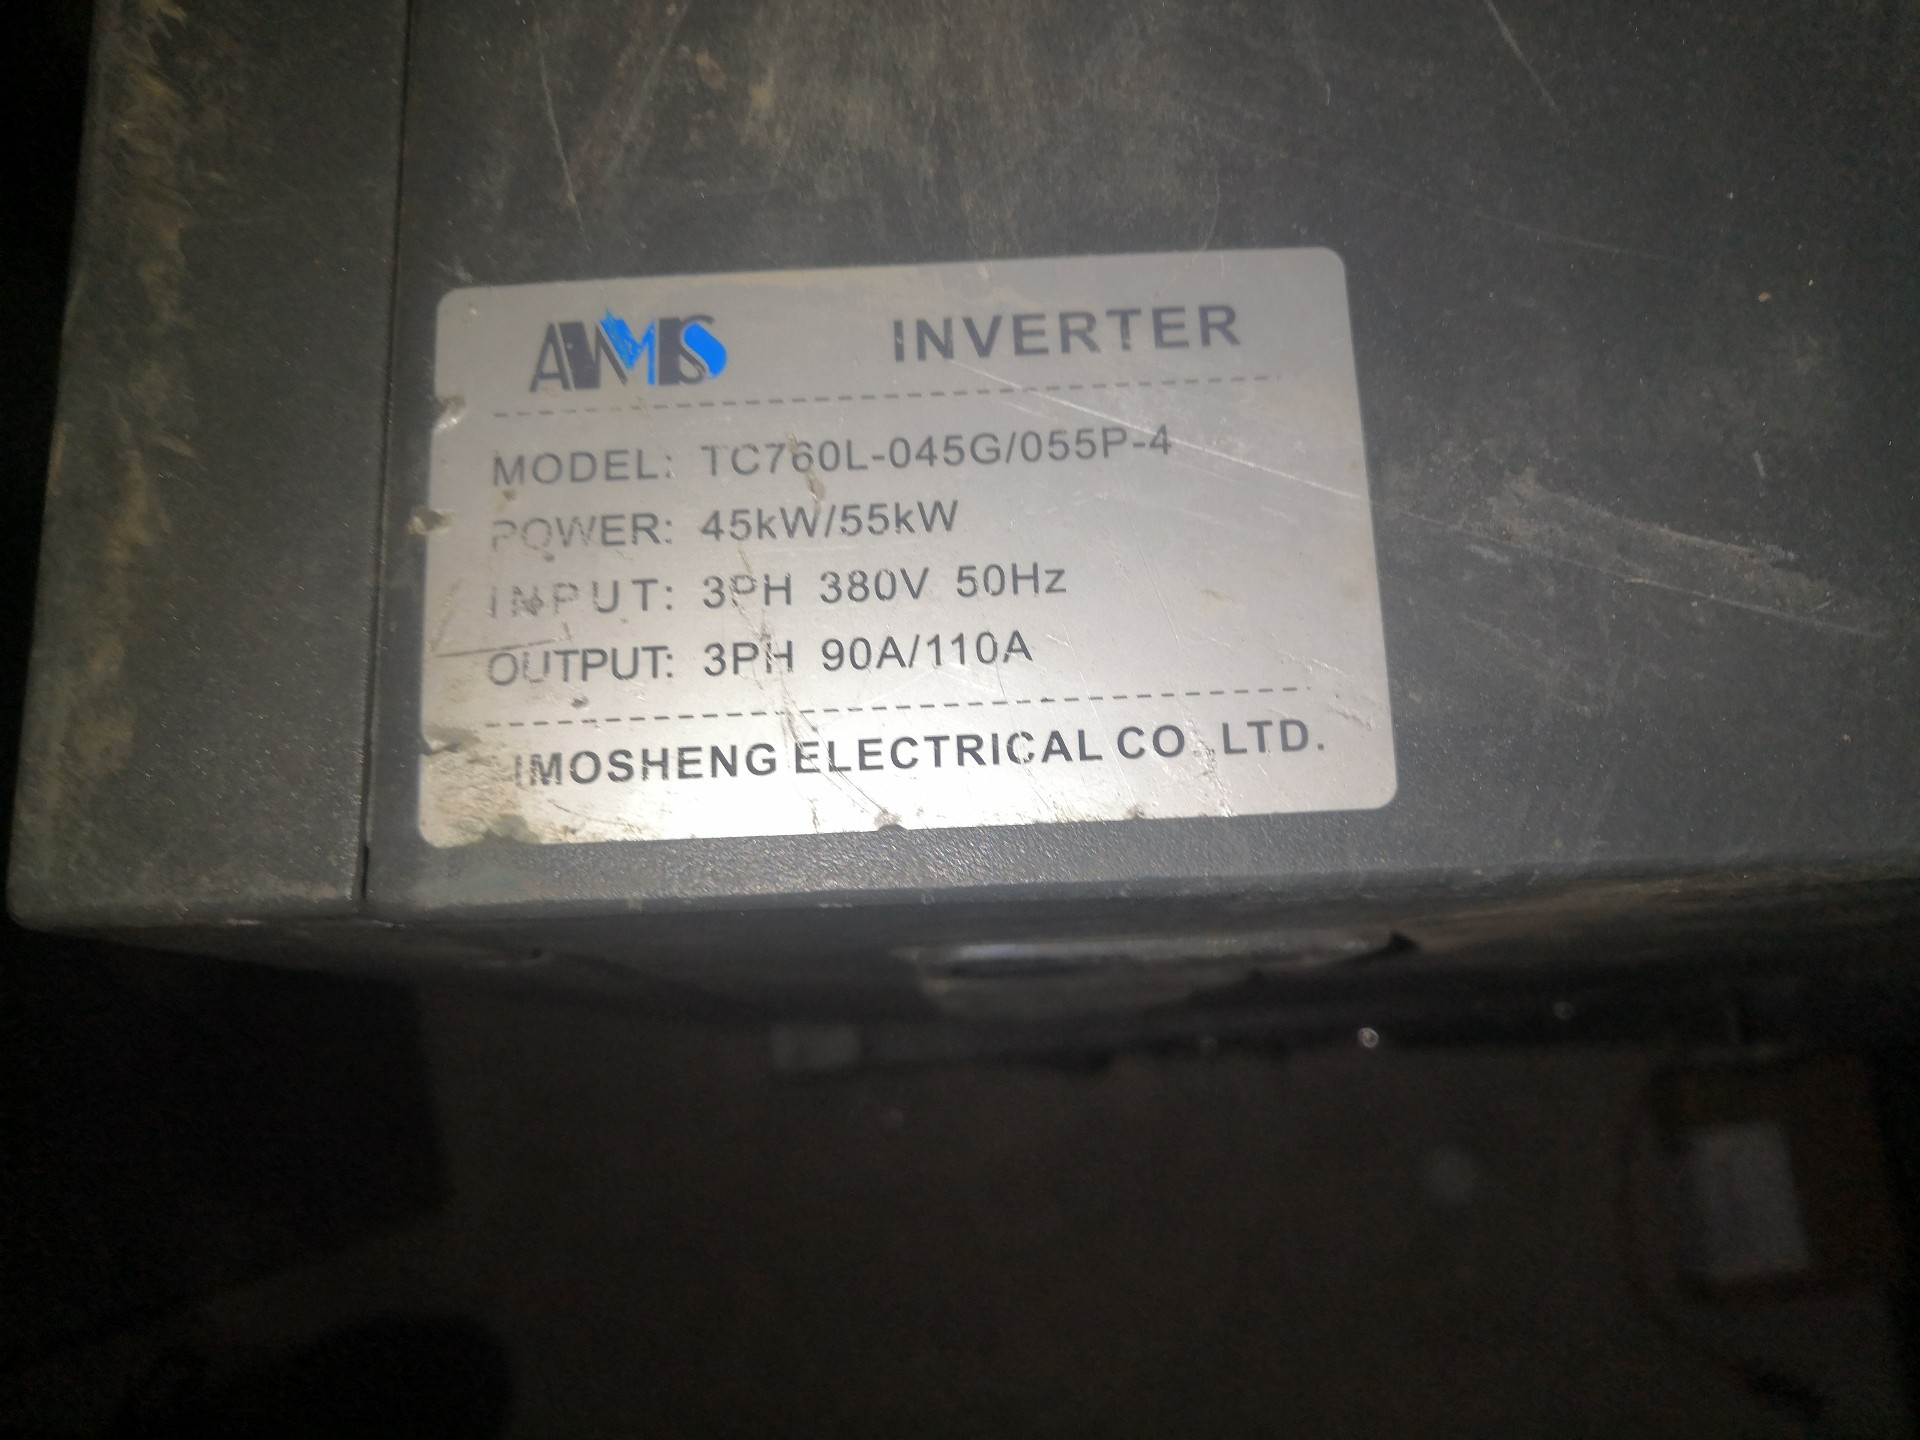 AMS INVERTER
MODEL: TC760L-045G/055P-4
POWER: 45kW/55kW
INPUT: 3PH 380V 50Hz
OUTPUT: 3PH 90A/110A
IMOSHENG ELECTRICAL CO.,LTD.